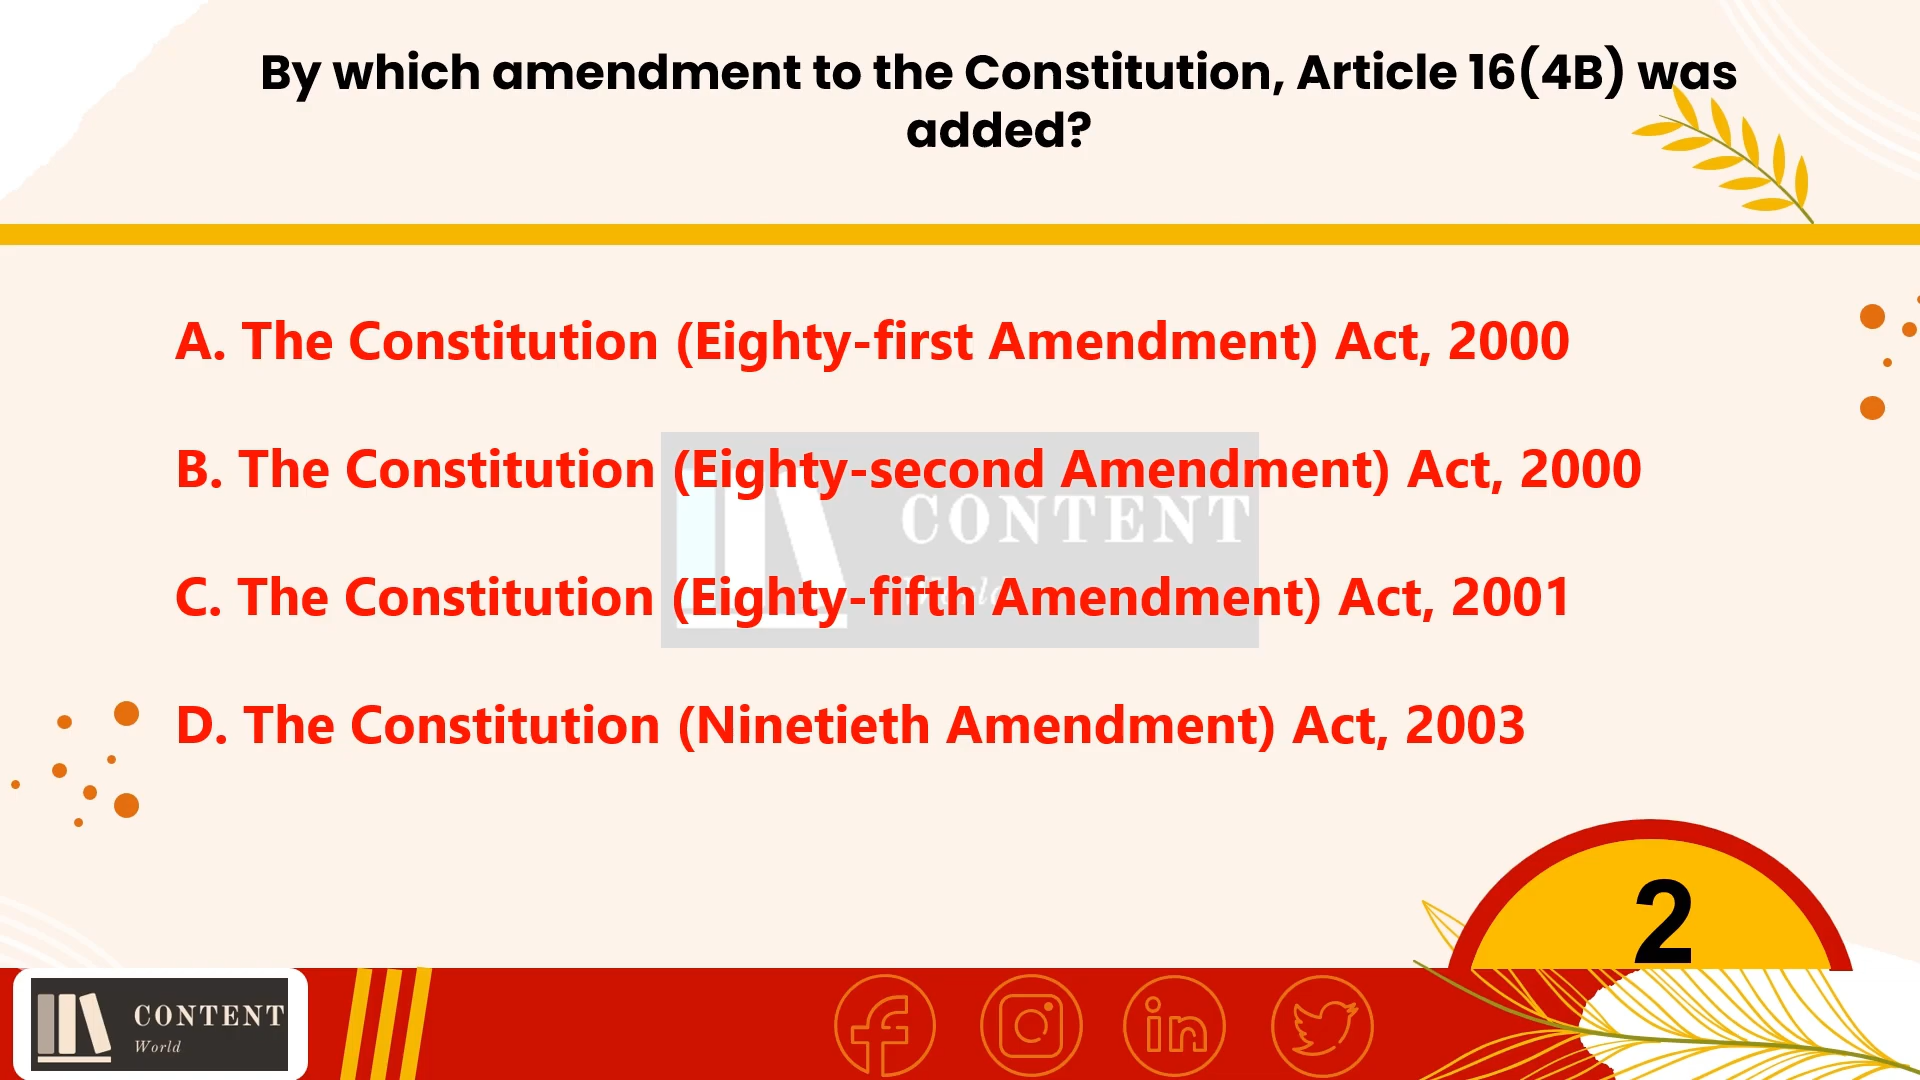 By which amendment to the Constitution, Article 16(4B) was
added?
A. The Constitution (Eighty-first Amendment) Act, 2000
B. The Constitution (Eighty-second Amendment) Act, 2000
CONTENT
C. The Constitution (Eighty-fifth Amendment) Act, 2001
World
D. The Constitution (Ninetieth Amendment) Act, 2003
2
CONTENT
World